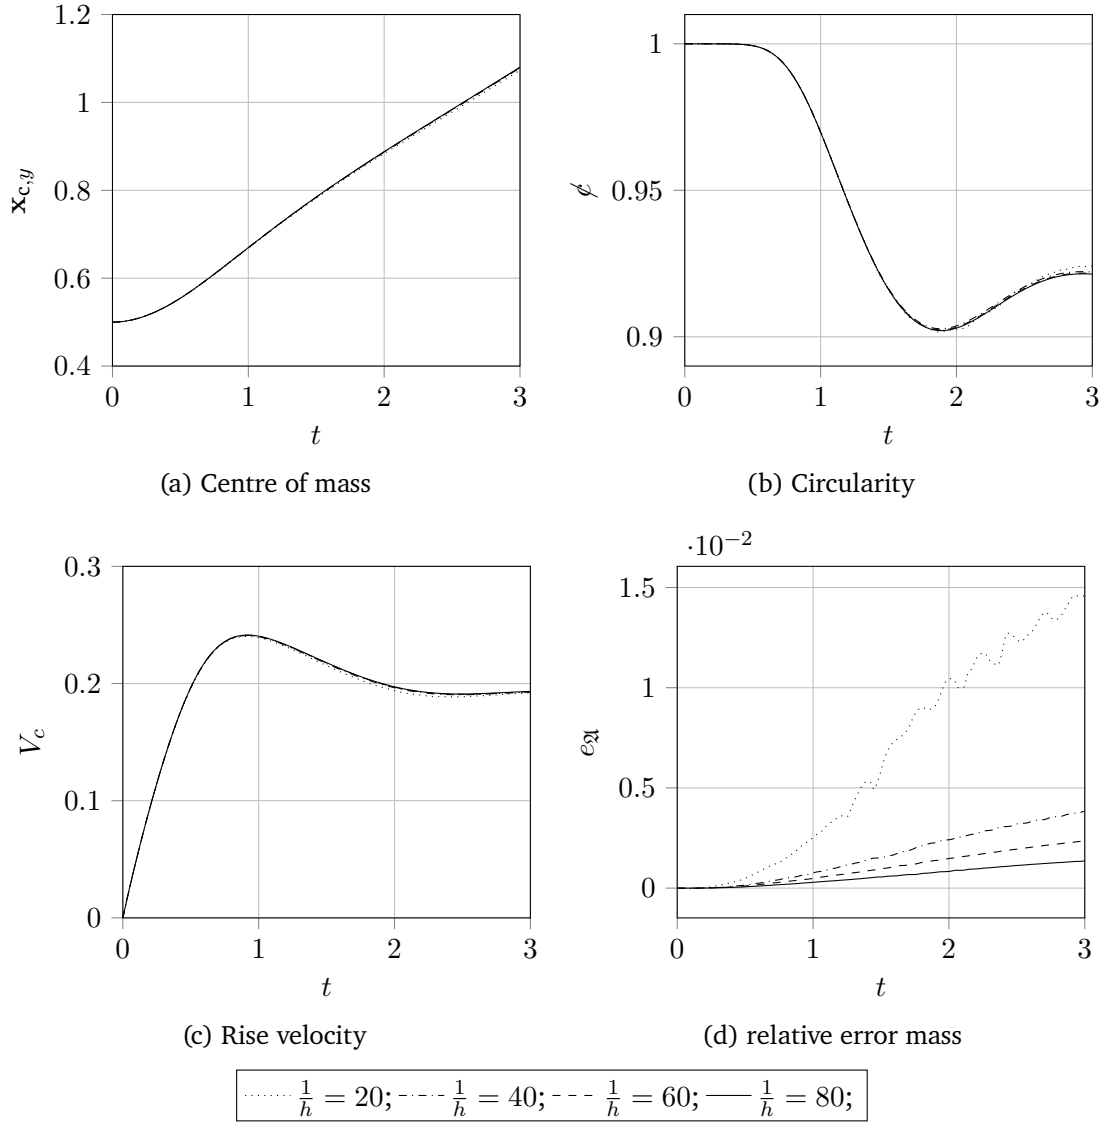 1.2
1
0.8
0.6
0.4
0 1 2 3
x_{c,y}
t
(a) Centre of mass
1
0.95
0.9
0 1 2 3
¢
t
(b) Circularity
0.3
0.2
0.1
0
0 1 2 3
V_c
t
(c) Rise velocity
·10^{−2}
1.5
1
0.5
0
0 1 2 3
e_𝔄
t
(d) relative error mass
1/h = 20; 1/h = 40; 1/h = 60; 1/h = 80;